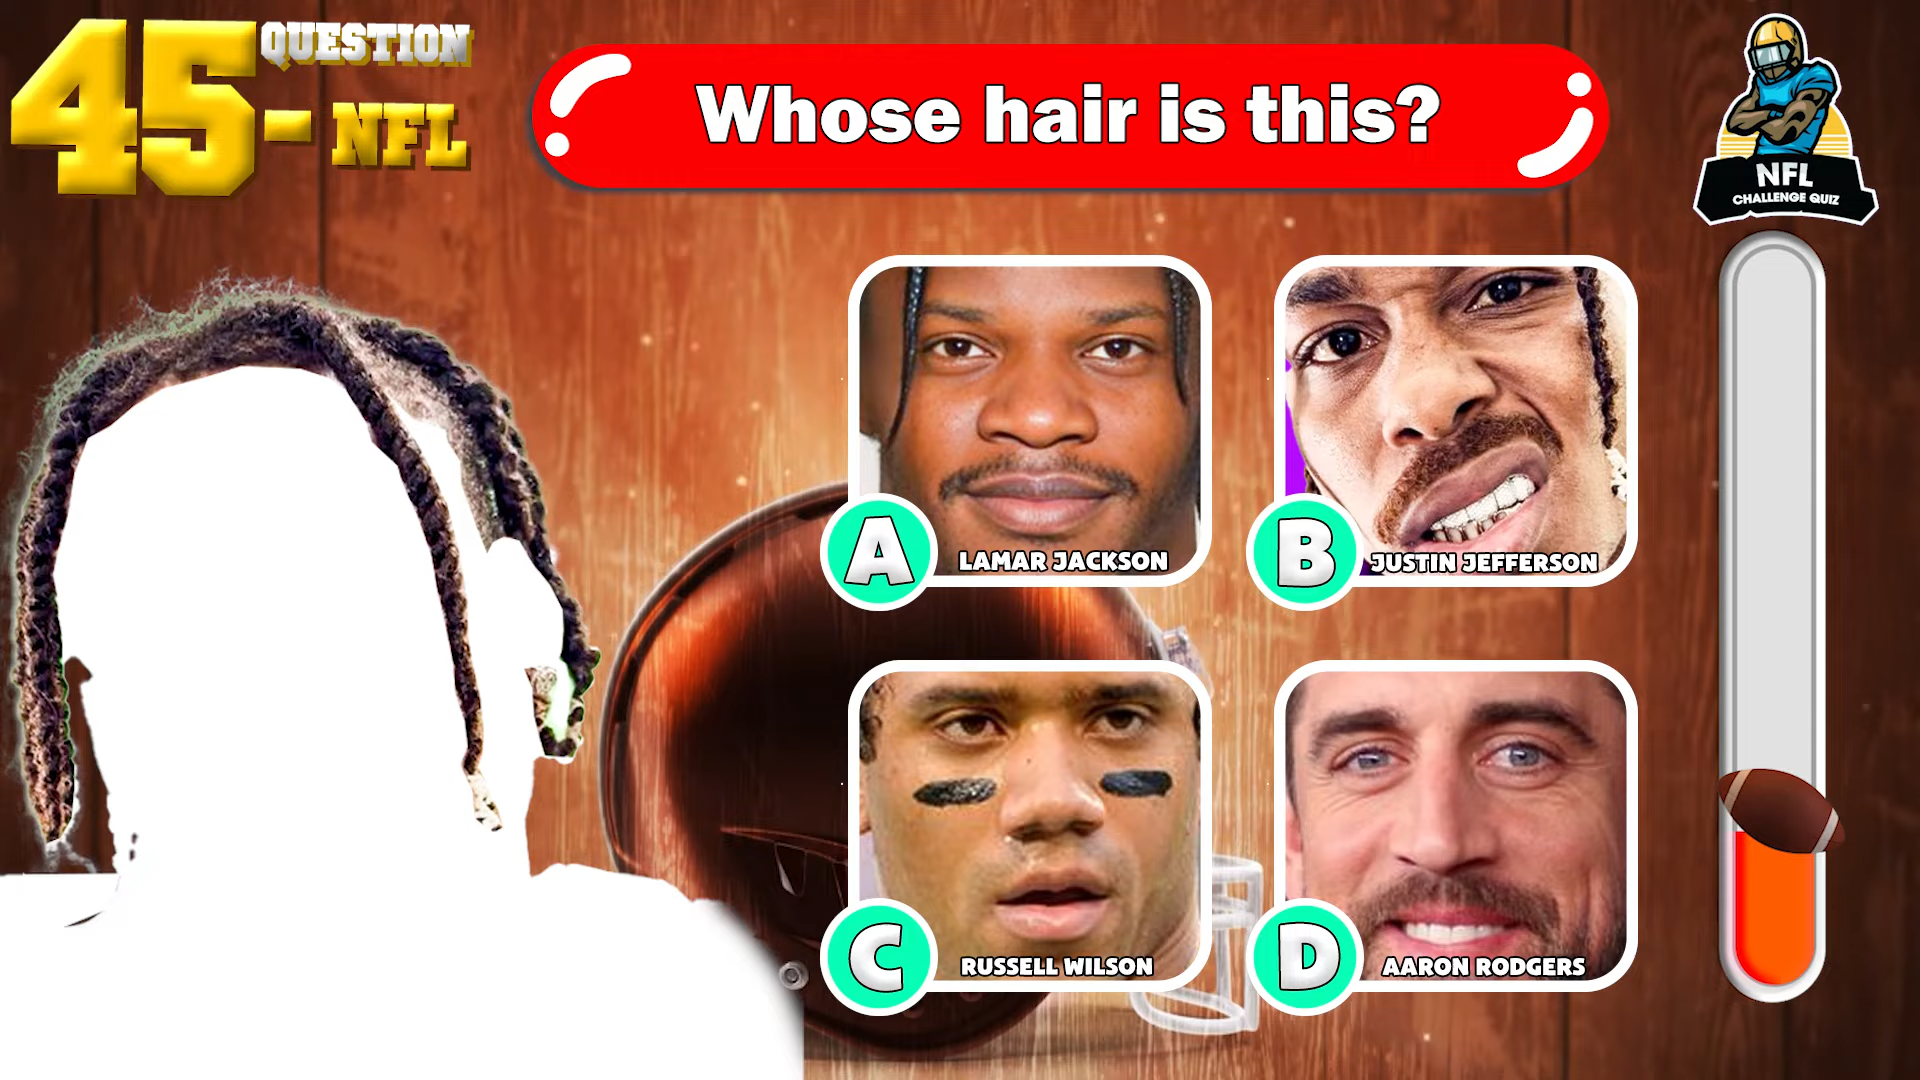 45 QUESTION
- NFL
Whose hair is this?
NFL
CHALLENGE QUIZ
A
LAMAR JACKSON
B
JUSTIN JEFFERSON
C
RUSSELL WILSON
D
AARON RODGERS